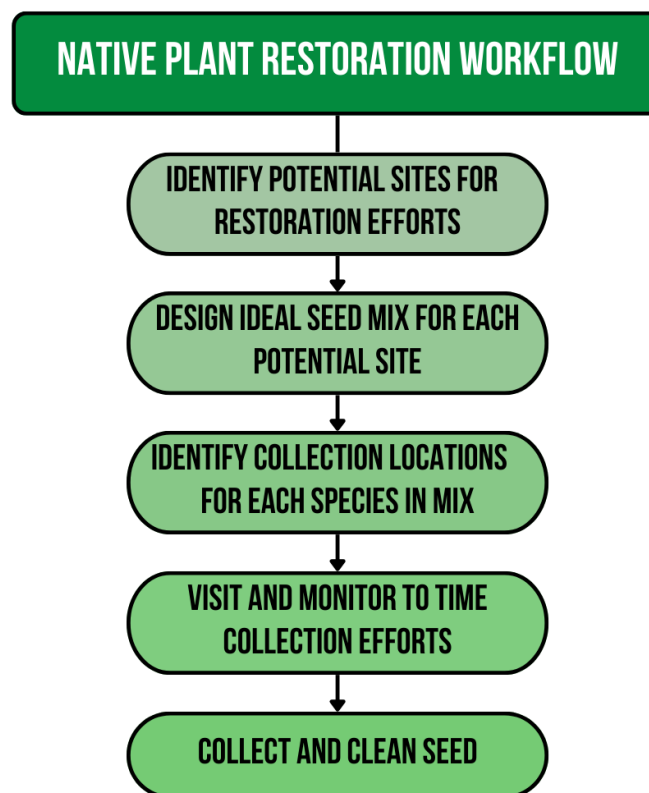 NATIVE PLANT RESTORATION WORKFLOW
IDENTIFY POTENTIAL SITES FOR
RESTORATION EFFORTS
DESIGN IDEAL SEED MIX FOR EACH
POTENTIAL SITE
IDENTIFY COLLECTION LOCATIONS
FOR EACH SPECIES IN MIX
VISIT AND MONITOR TO TIME
COLLECTION EFFORTS
COLLECT AND CLEAN SEED